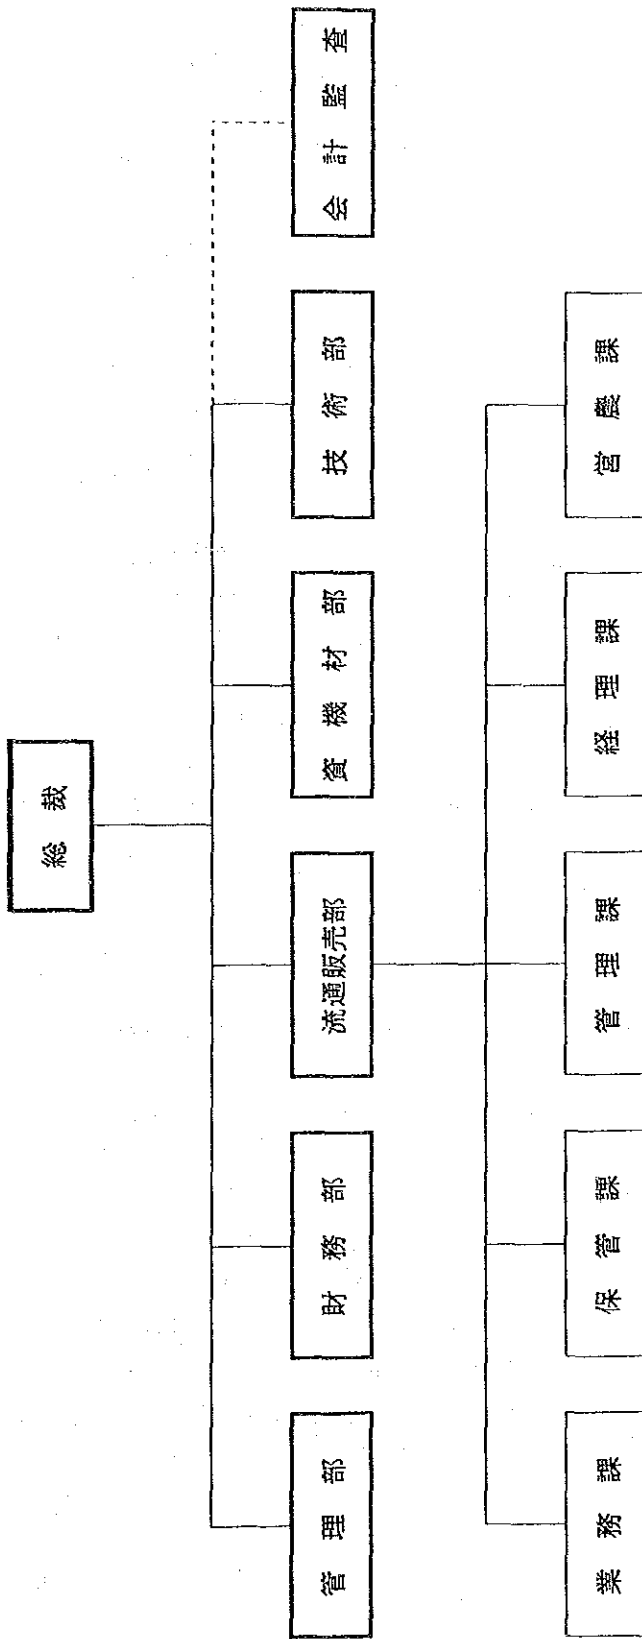 総裁
管理部
財務部
流通販売部
資機材部
技術部
会計監査
業務課
保管課
管理課
経理課
営農課